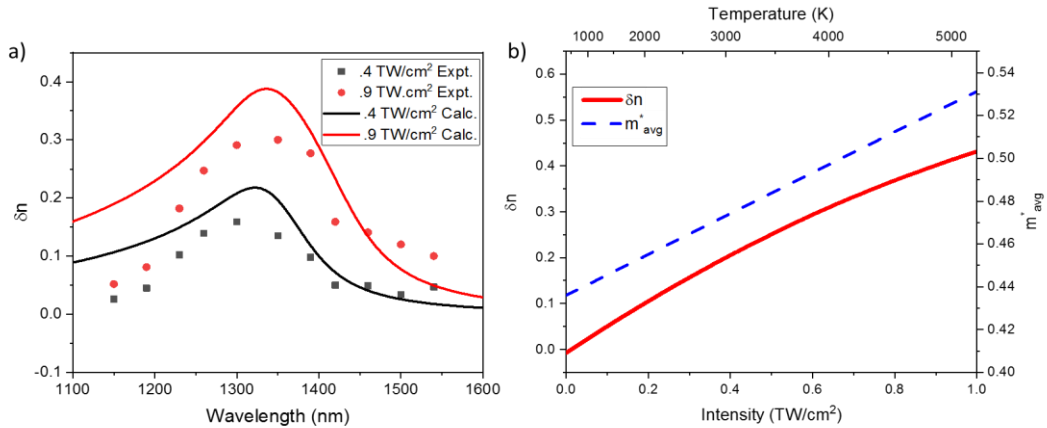 a)
0.4
0.3
0.2
0.1
0.0
-0.1
δn
1100 1200 1300 1400 1500 1600
Wavelength (nm)
.4 TW/cm² Expt.
.9 TW.cm² Expt.
.4 TW/cm² Calc.
.9 TW/cm² Calc.
b)
Temperature (K)
1000 2000 3000 4000 5000
0.6
0.5
0.4
0.3
0.2
0.1
0.0
δn
δn
m*avg
0.54
0.52
0.50
0.48
0.46
0.44
0.42
0.40
m*avg
0.0 0.2 0.4 0.6 0.8 1.0
Intensity (TW/cm²)